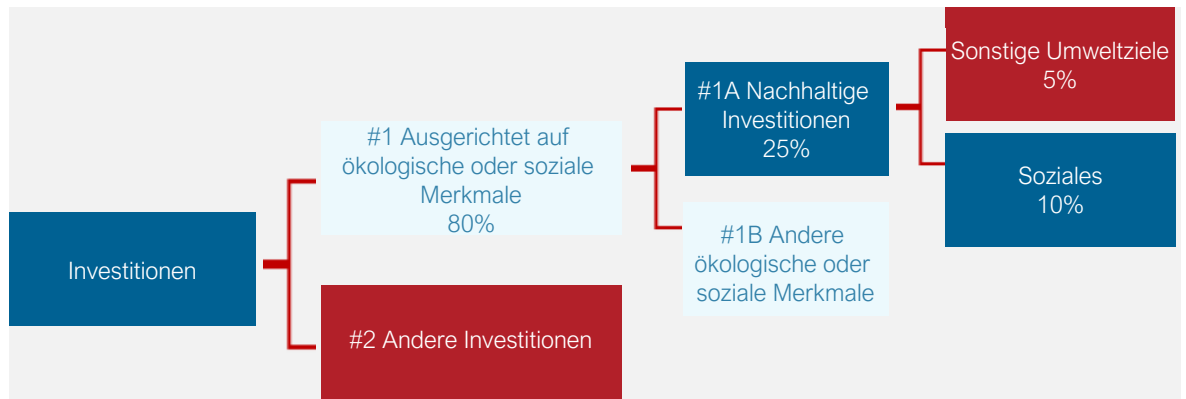 Investitionen
#1 Ausgerichtet auf
ökologische oder soziale
Merkmale
80%
#2 Andere Investitionen
#1A Nachhaltige
Investitionen
25%
#1B Andere
ökologische oder
soziale Merkmale
Sonstige Umweltziele
5%
Soziales
10%